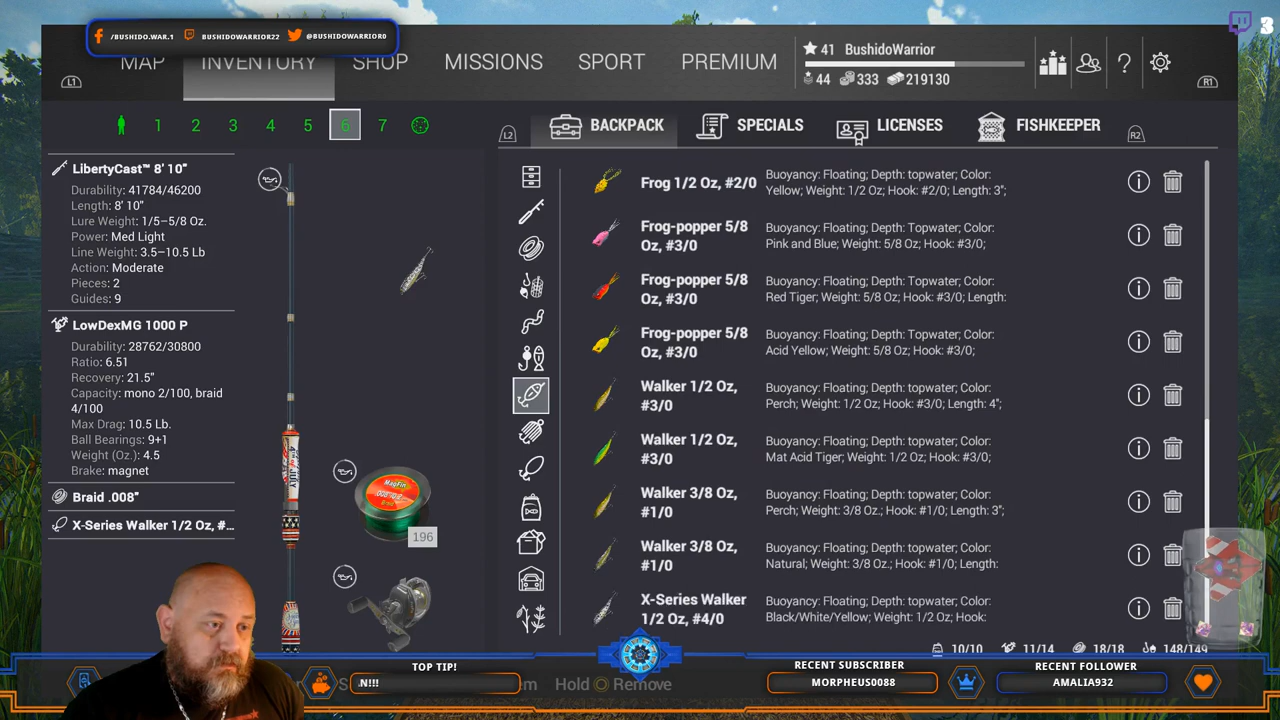 /BUSHIDO.WAR.1 BUSHIDOWARRIOR22 @BUSHIDOWARRIOR0
3
MAP INVENTORY SHOP MISSIONS SPORT PREMIUM
41 BushidoWarrior
44 333 219130
L1
R1
1 2 3 4 5 6 7
L2 BACKPACK SPECIALS LICENSES FISHKEEPER R2
LibertyCast™ 8' 10"
Durability: 41784/46200
Length: 8' 10"
Lure Weight: 1/5–5/8 Oz.
Power: Med Light
Line Weight: 3.5–10.5 Lb
Action: Moderate
Pieces: 2
Guides: 9
LowDexMG 1000 P
Durability: 28762/30800
Ratio: 6.51
Recovery: 21.5"
Capacity: mono 2/100, braid
4/100
Max Drag: 10.5 Lb.
Ball Bearings: 9+1
Weight (Oz.): 4.5
Brake: magnet
Braid .008"
X-Series Walker 1/2 Oz, #...
MagFin
196
Frog 1/2 Oz, #2/0
Buoyancy: Floating; Depth: topwater; Color:
Yellow; Weight: 1/2 Oz; Hook: #2/0; Length: 3";
Frog-popper 5/8
Oz, #3/0
Buoyancy: Floating; Depth: Topwater; Color:
Pink and Blue; Weight: 5/8 Oz; Hook: #3/0;
Frog-popper 5/8
Oz, #3/0
Buoyancy: Floating; Depth: Topwater; Color:
Red Tiger; Weight: 5/8 Oz; Hook: #3/0; Length:
Frog-popper 5/8
Oz, #3/0
Buoyancy: Floating; Depth: Topwater; Color:
Acid Yellow; Weight: 5/8 Oz; Hook: #3/0;
Walker 1/2 Oz,
#3/0
Buoyancy: Floating; Depth: topwater; Color:
Perch; Weight: 1/2 Oz; Hook: #3/0; Length: 4";
Walker 1/2 Oz,
#3/0
Buoyancy: Floating; Depth: topwater; Color:
Mat Acid Tiger; Weight: 1/2 Oz; Hook: #3/0;
Walker 3/8 Oz,
#1/0
Buoyancy: Floating; Depth: topwater; Color:
Perch; Weight: 3/8 Oz.; Hook: #1/0; Length: 3";
Walker 3/8 Oz,
#1/0
Buoyancy: Floating; Depth: topwater; Color:
Natural; Weight: 3/8 Oz.; Hook: #1/0; Length:
X-Series Walker
1/2 Oz, #4/0
Buoyancy: Floating; Depth: topwater; Color:
Black/White/Yellow; Weight: 1/2 Oz; Hook:
10/10 11/14 18/18 148/149
Hold Remove
TOP TIP!
.N!!!
RECENT SUBSCRIBER
MORPHEUS0088
RECENT FOLLOWER
AMALIA932